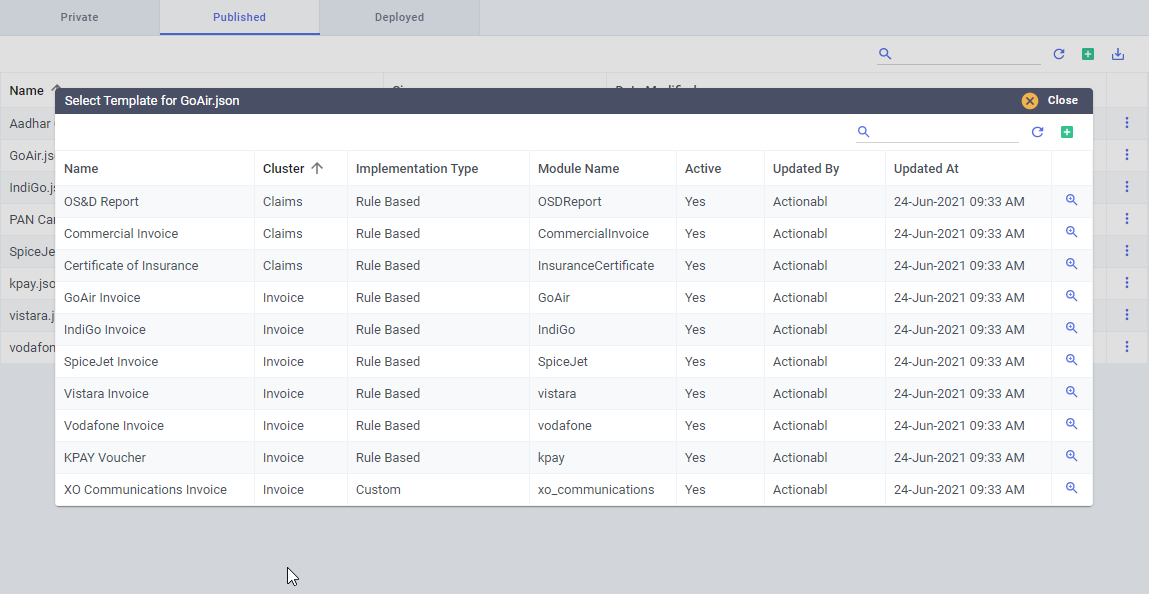 Private Published Deployed
Name
Select Template for GoAir.json Close
Aadhar
GoAir.js
IndiGo.j
PAN Ca
SpiceJe
kpay.jso
vistara.j
vodafon
Name Cluster Implementation Type Module Name Active Updated By Updated At
OS&D Report Claims Rule Based OSDReport Yes Actionabl 24-Jun-2021 09:33 AM
Commercial Invoice Claims Rule Based CommercialInvoice Yes Actionabl 24-Jun-2021 09:33 AM
Certificate of Insurance Claims Rule Based InsuranceCertificate Yes Actionabl 24-Jun-2021 09:33 AM
GoAir Invoice Invoice Rule Based GoAir Yes Actionabl 24-Jun-2021 09:33 AM
IndiGo Invoice Invoice Rule Based IndiGo Yes Actionabl 24-Jun-2021 09:33 AM
SpiceJet Invoice Invoice Rule Based SpiceJet Yes Actionabl 24-Jun-2021 09:33 AM
Vistara Invoice Invoice Rule Based vistara Yes Actionabl 24-Jun-2021 09:33 AM
Vodafone Invoice Invoice Rule Based vodafone Yes Actionabl 24-Jun-2021 09:33 AM
KPAY Voucher Invoice Rule Based kpay Yes Actionabl 24-Jun-2021 09:33 AM
XO Communications Invoice Invoice Custom xo_communications Yes Actionabl 24-Jun-2021 09:33 AM